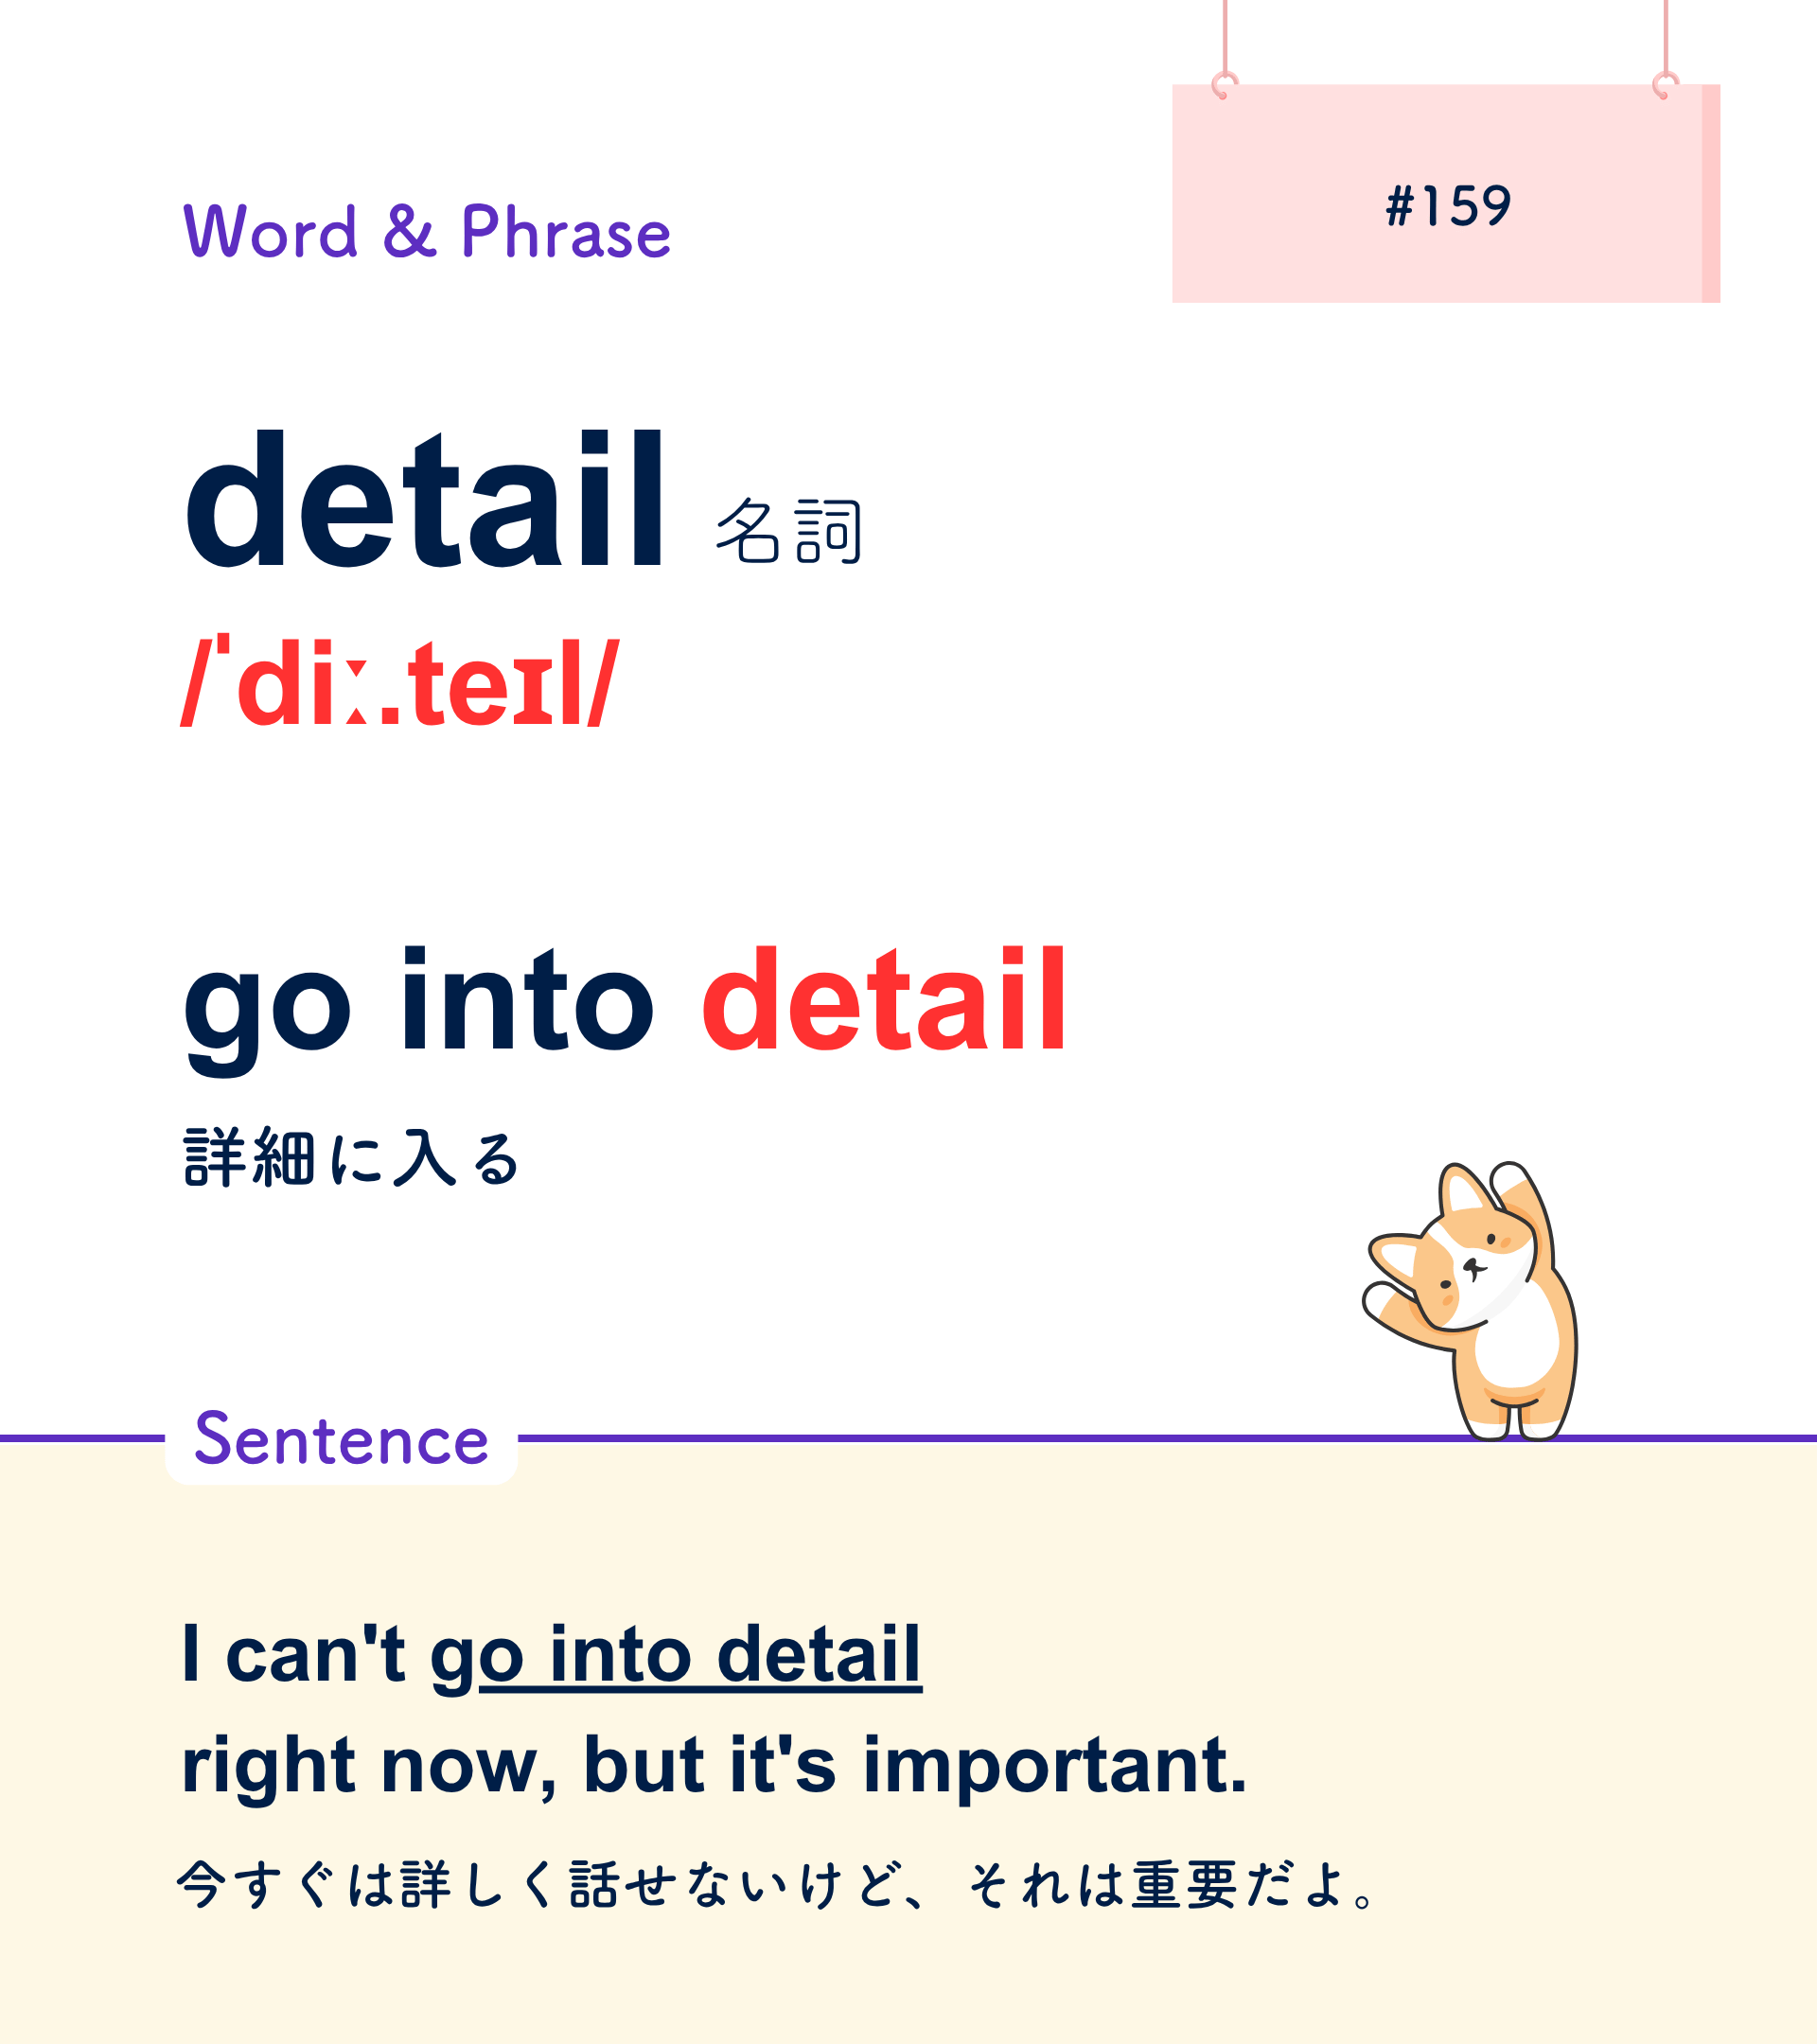 #159
Word & Phrase
detail 名詞
/ˈdiː.teɪl/
go into detail
詳細に入る
Sentence
I can't go into detail
right now, but it's important.
今すぐは詳しく話せないけど、それは重要だよ。